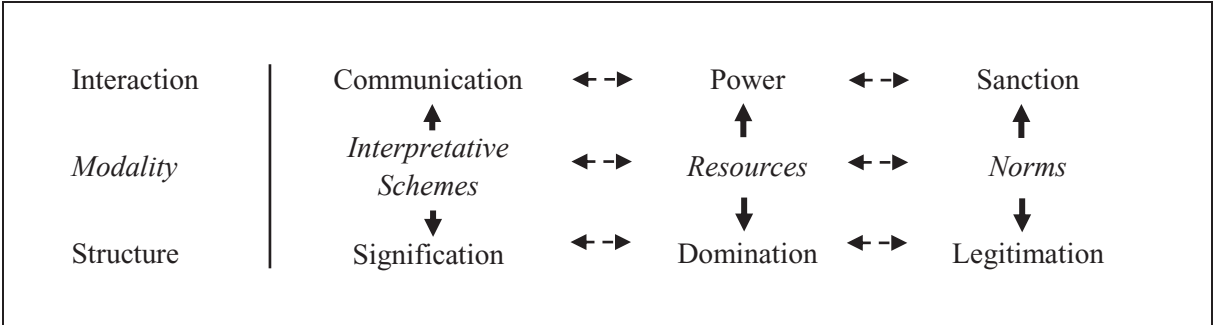 Interaction Communication Power Sanction
Modality Interpretative Schemes Resources Norms
Structure Signification Domination Legitimation